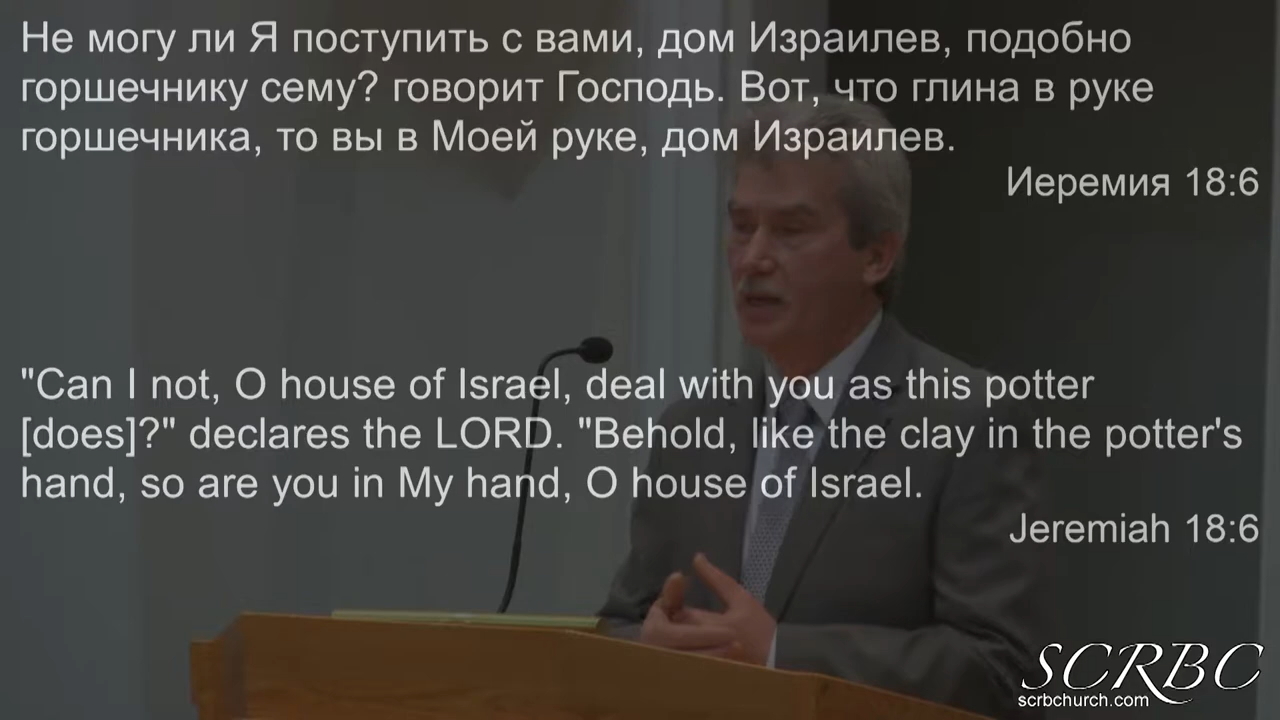 Не могу ли Я поступить с вами, дом Израилев, подобно
горшечнику сему? говорит Господь. Вот, что глина в руке
горшечника, то вы в Моей руке, дом Израилев.
Иеремия 18:6
"Can I not, O house of Israel, deal with you as this potter
[does]?" declares the LORD. "Behold, like the clay in the potter's
hand, so are you in My hand, O house of Israel.
Jeremiah 18:6
SCRBC
scrbchurch.com